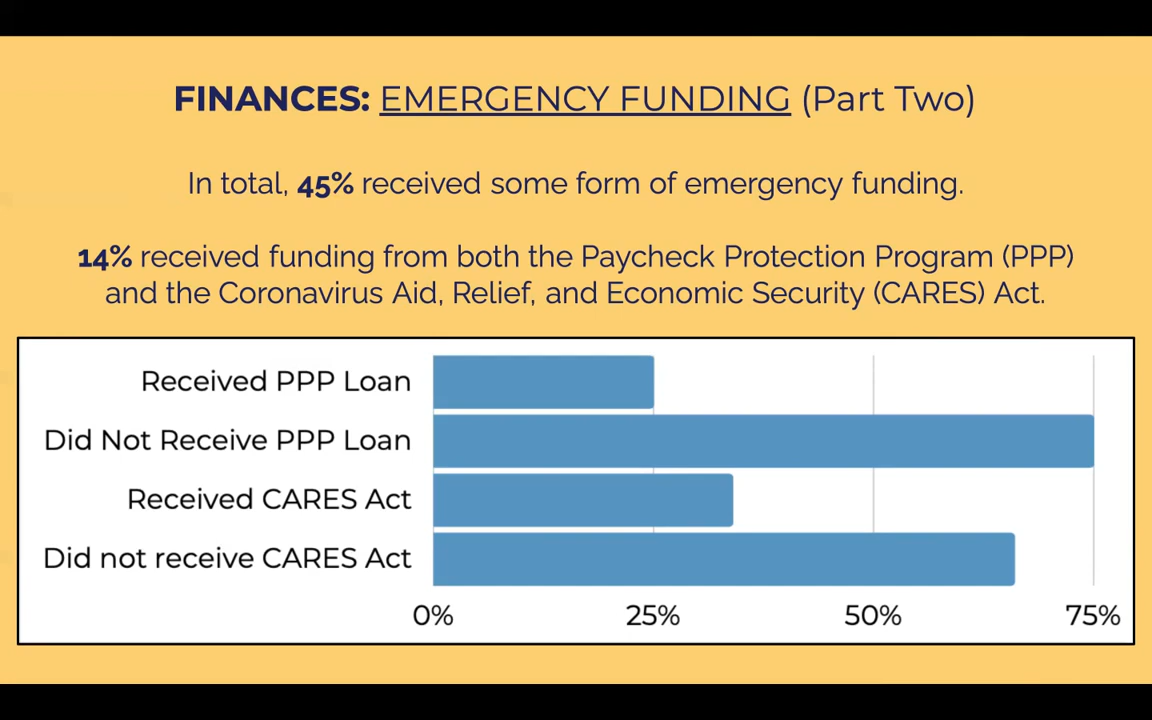 FINANCES: EMERGENCY FUNDING (Part Two)
In total, 45% received some form of emergency funding.
14% received funding from both the Paycheck Protection Program (PPP)
and the Coronavirus Aid, Relief, and Economic Security (CARES) Act.
Received PPP Loan
Did Not Receive PPP Loan
Received CARES Act
Did not receive CARES Act
0% 25% 50% 75%